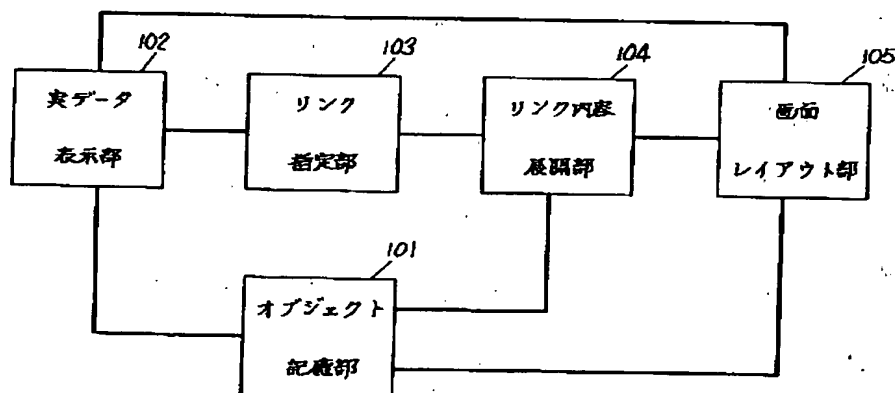 102
実データ
表示部
103
リンク
指定部
104
リンク内容
展開部
105
画面
レイアウト部
101
オブジェクト
記憶部